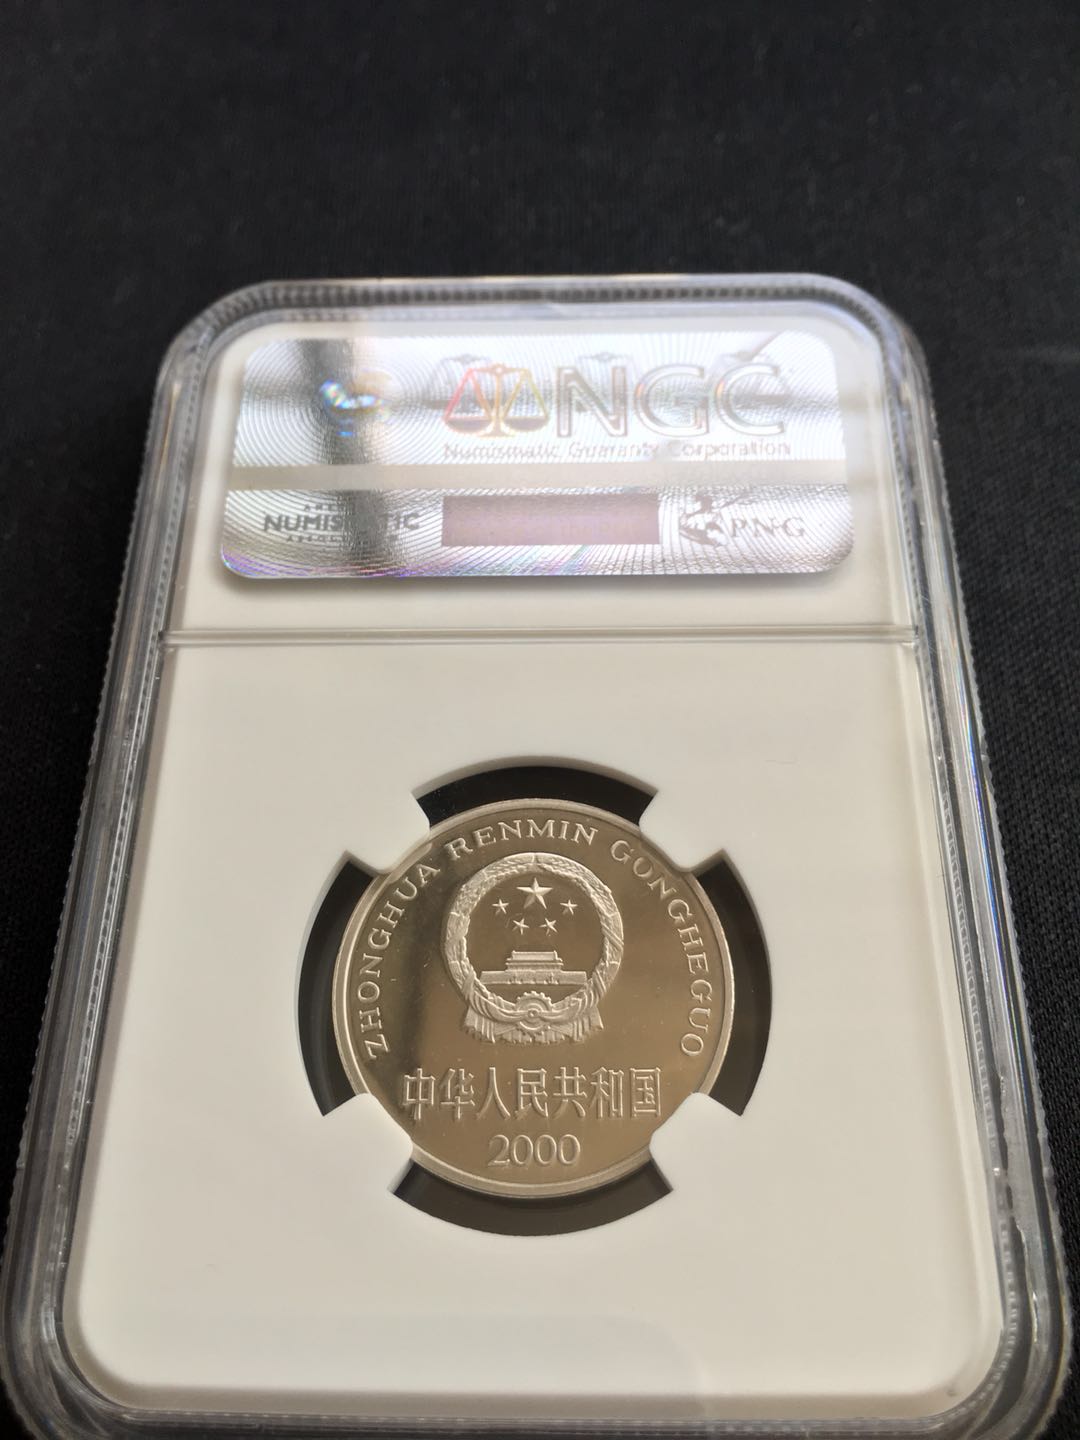 NGC
Numismatic Guaranty Corporation
NUMISMATIC
PNG
ZHONGHUA RENMIN GONGHEGUO
中华人民共和国
2000